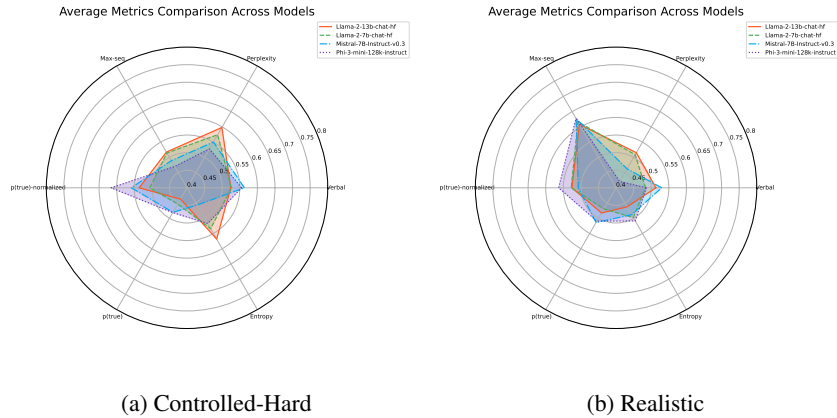 Average Metrics Comparison Across Models
Llama-2-13b-chat-hf
Llama-2-7b-chat-hf
Mistral-7B-Instruct-v0.3
Phi-3-mini-128k-instruct
Max-seq
Perplexity
p(true)-normalized
Verbal
p(true)
Entropy
0.4
0.45
0.5
0.55
0.6
0.65
0.7
0.75
0.8
(a) Controlled-Hard
Average Metrics Comparison Across Models
Llama-2-13b-chat-hf
Llama-2-7b-chat-hf
Mistral-7B-Instruct-v0.3
Phi-3-mini-128k-instruct
Max-seq
Perplexity
p(true)-normalized
Verbal
p(true)
Entropy
0.4
0.45
0.5
0.55
0.6
0.65
0.7
0.75
0.8
(b) Realistic